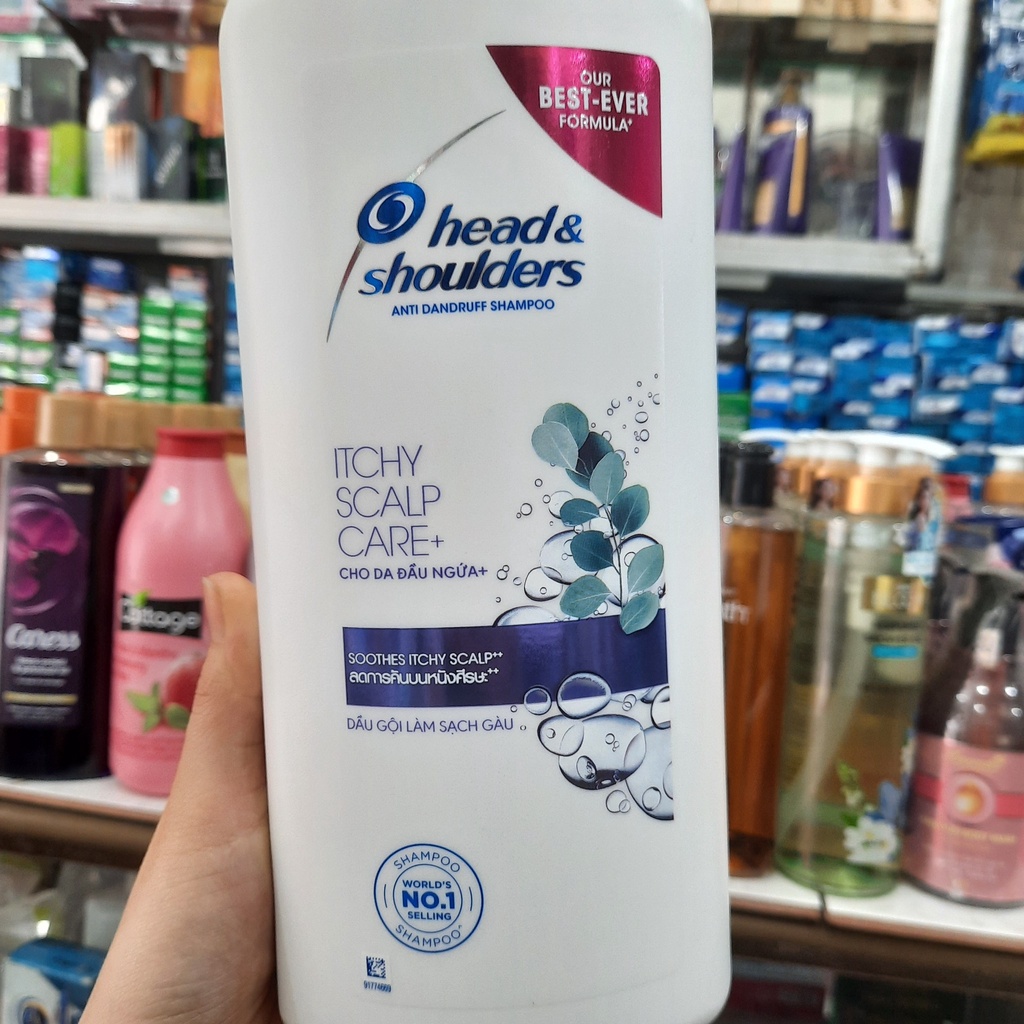 OUR
BEST-EVER
FORMULA+
head &
shoulders
ANTI DANDRUFF SHAMPOO
ITCHY
SCALP
CARE+
CHO DA ĐẦU NGỨA+
SOOTHES ITCHY SCALP++
ลดการคันบนหนังศีรษะ++
DẦU GỘI LÀM SẠCH GÀU
SHAMPOO
WORLD'S
NO.1
SELLING
SHAMPOO^
91774669
Caress